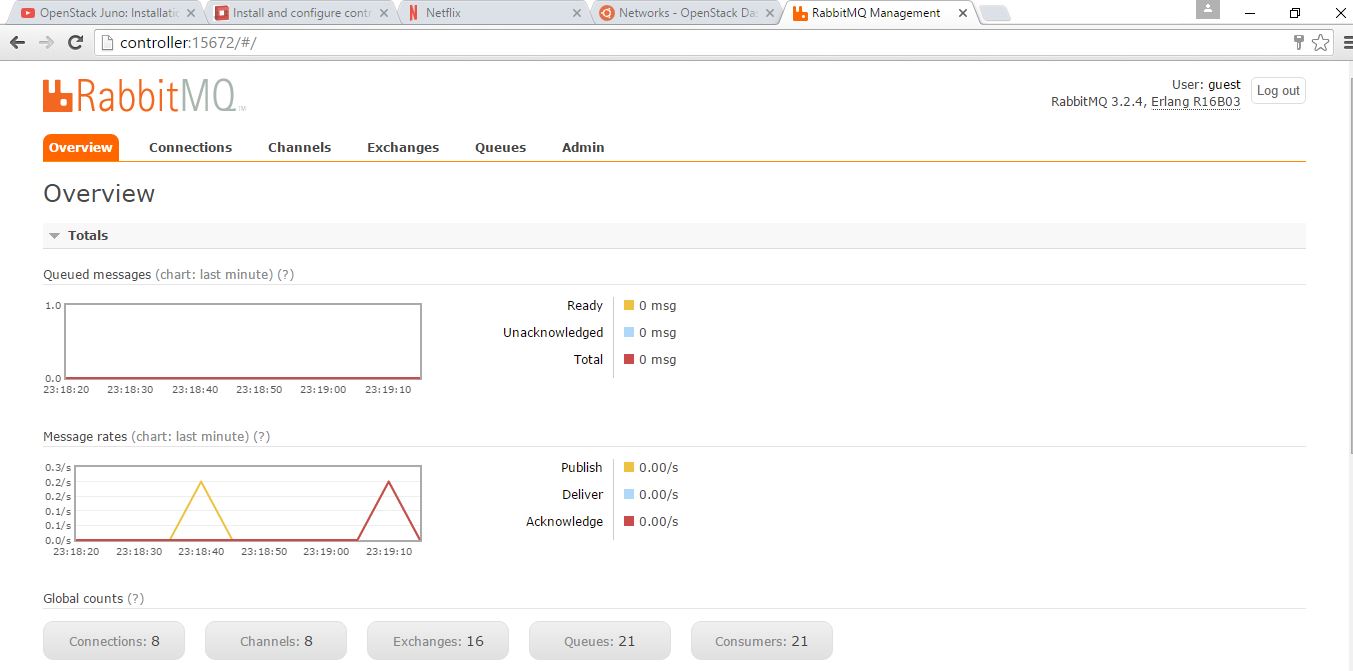 OpenStack Juno: Installatio
Install and configure contr
Netflix
Networks - OpenStack Das
RabbitMQ Management
controller:15672/#/
RabbitMQ TM
User: guest
RabbitMQ 3.2.4, Erlang R16B03
Log out
Overview Connections Channels Exchanges Queues Admin
Overview
Totals
Queued messages (chart: last minute) (?)
1.0
0.0
23:18:20 23:18:30 23:18:40 23:18:50 23:19:00 23:19:10
Ready 0 msg
Unacknowledged 0 msg
Total 0 msg
Message rates (chart: last minute) (?)
0.3/s
0.2/s
0.2/s
0.1/s
0.1/s
0.0/s
23:18:20 23:18:30 23:18:40 23:18:50 23:19:00 23:19:10
Publish 0.00/s
Deliver 0.00/s
Acknowledge 0.00/s
Global counts (?)
Connections: 8 Channels: 8 Exchanges: 16 Queues: 21 Consumers: 21